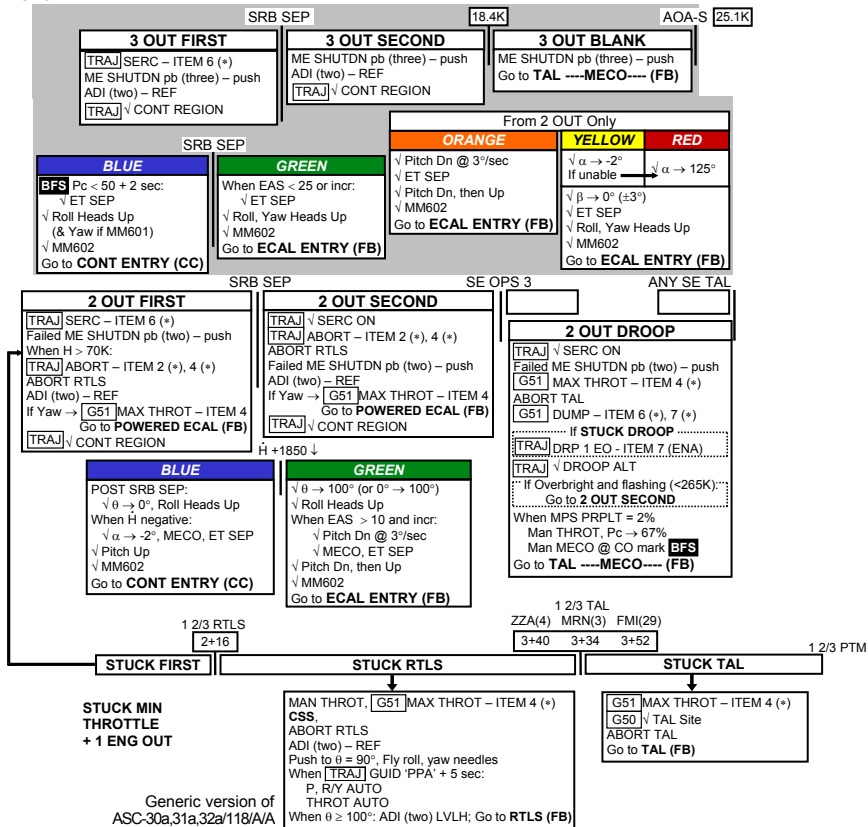 SRB SEP
18.4K
AOA-S 25.1K
3 OUT FIRST
TRAJ SERC – ITEM 6 (∗)
ME SHUTDN pb (three) – push
ADI (two) – REF
TRAJ √ CONT REGION
3 OUT SECOND
ME SHUTDN pb (three) – push
ADI (two) – REF
TRAJ √ CONT REGION
3 OUT BLANK
ME SHUTDN pb (three) – push
Go to TAL ----MECO---- (FB)
SRB SEP
BLUE
BFS Pc < 50 + 2 sec:
√ ET SEP
√ Roll Heads Up
(& Yaw if MM601)
√ MM602
Go to CONT ENTRY (CC)
GREEN
When EAS < 25 or incr:
√ ET SEP
√ Roll, Yaw Heads Up
√ MM602
Go to ECAL ENTRY (FB)
From 2 OUT Only
ORANGE
√ Pitch Dn @ 3°/sec
√ ET SEP
√ Pitch Dn, then Up
√ MM602
Go to ECAL ENTRY (FB)
YELLOW
RED
√ α → -2°
If unable
√ α → 125°
√ β → 0° (±3°)
√ ET SEP
√ Roll, Yaw Heads Up
√ MM602
Go to ECAL ENTRY (FB)
SRB SEP
SE OPS 3
ANY SE TAL
2 OUT FIRST
TRAJ SERC – ITEM 6 (∗)
Failed ME SHUTDN pb (two) – push
When H > 70K:
TRAJ ABORT – ITEM 2 (∗), 4 (∗)
ABORT RTLS
ADI (two) – REF
If Yaw → G51 MAX THROT – ITEM 4
Go to POWERED ECAL (FB)
TRAJ √ CONT REGION
2 OUT SECOND
TRAJ √ SERC ON
TRAJ ABORT – ITEM 2 (∗), 4 (∗)
ABORT RTLS
Failed ME SHUTDN pb (two) – push
ADI (two) – REF
If Yaw → G51 MAX THROT – ITEM 4
Go to POWERED ECAL (FB)
TRAJ √ CONT REGION
2 OUT DROOP
TRAJ √ SERC ON
Failed ME SHUTDN pb (two) – push
G51 MAX THROT – ITEM 4 (∗)
ABORT TAL
G51 DUMP – ITEM 6 (∗), 7 (∗)
If STUCK DROOP
TRAJ DRP 1 EO - ITEM 7 (ENA)
TRAJ √ DROOP ALT
If Overbright and flashing (<265K):
Go to 2 OUT SECOND
When MPS PRPLT = 2%
Man THROT, Pc → 67%
Man MECO @ CO mark BFS
Go to TAL ----MECO---- (FB)
Ḣ +1850 ↓
BLUE
POST SRB SEP:
√ θ → 0°, Roll Heads Up
When Ḣ negative:
√ α → -2°, MECO, ET SEP
√ Pitch Up
√ MM602
Go to CONT ENTRY (CC)
GREEN
√ θ → 100° (or 0° → 100°)
√ Roll Heads Up
When EAS > 10 and incr:
√ Pitch Dn @ 3°/sec
√ MECO, ET SEP
√ Pitch Dn, then Up
√ MM602
Go to ECAL ENTRY (FB)
1 2/3 RTLS
2+16
1 2/3 TAL
ZZA(4) MRN(3) FMI(29)
3+40 3+34 3+52
1 2/3 PTM
STUCK FIRST
STUCK RTLS
STUCK TAL
STUCK MIN
THROTTLE
+ 1 ENG OUT
MAN THROT, G51 MAX THROT – ITEM 4 (∗)
CSS,
ABORT RTLS
ADI (two) – REF
Push to θ = 90°, Fly roll, yaw needles
When TRAJ GUID 'PPA' + 5 sec:
P, R/Y AUTO
THROT AUTO
When θ ≥ 100°: ADI (two) LVLH; Go to RTLS (FB)
G51 MAX THROT – ITEM 4 (∗)
G50 √ TAL Site
ABORT TAL
Go to TAL (FB)
Generic version of
ASC-30a,31a,32a/118/A/A